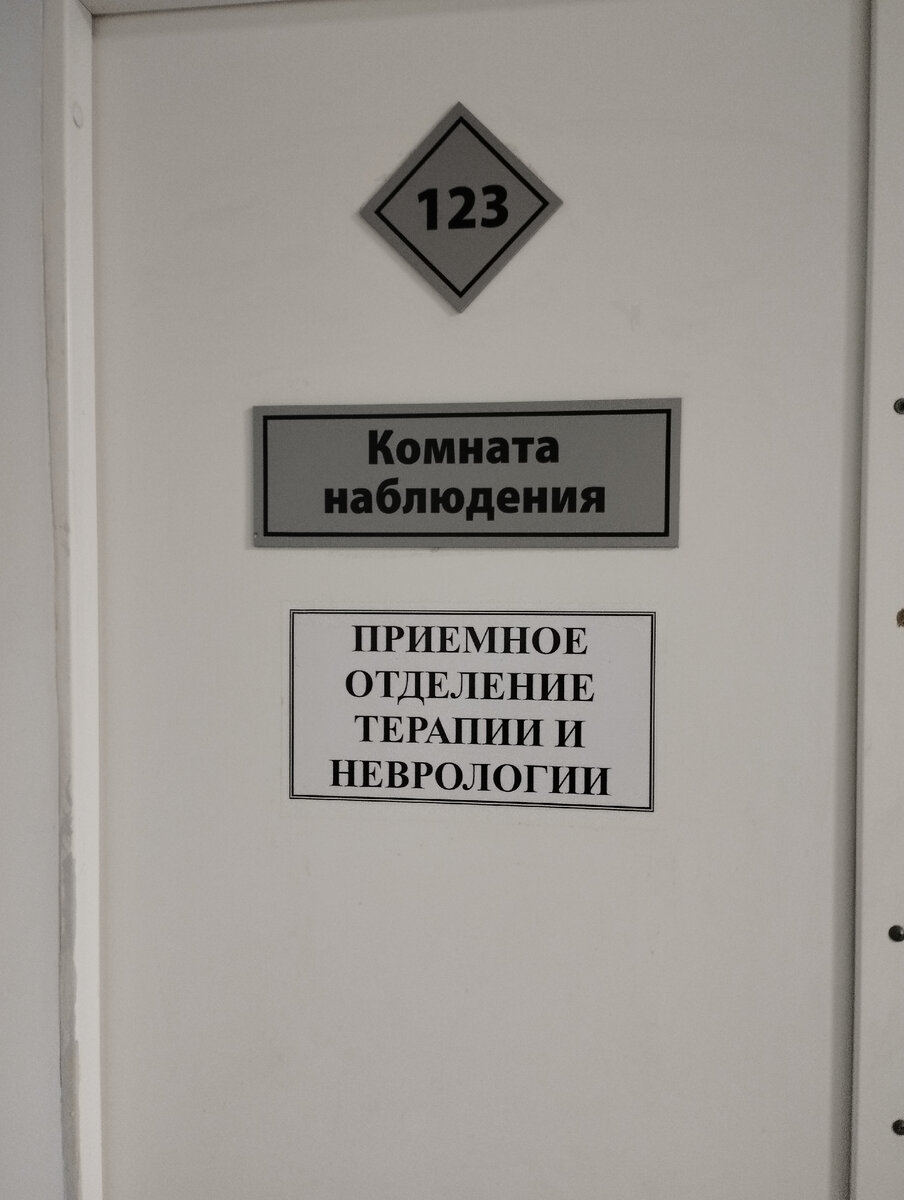 123
Комната
наблюдения
ПРИЕМНОЕ
ОТДЕЛЕНИЕ
ТЕРАПИИ И
НЕВРОЛОГИИ